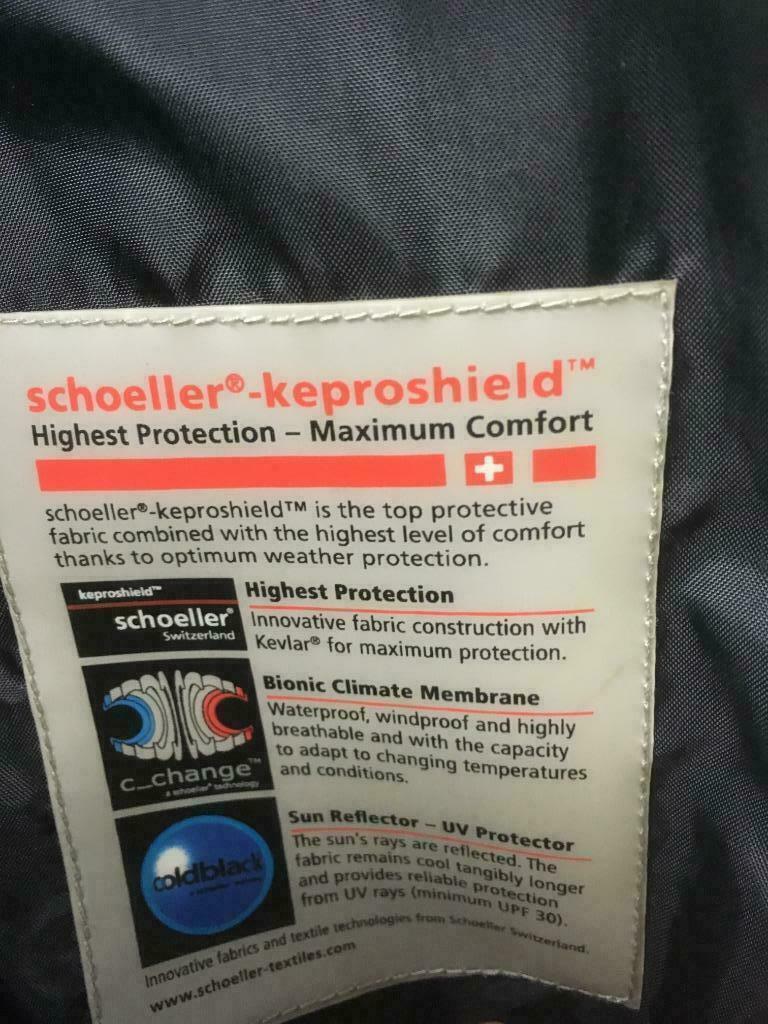 schoeller®-keproshield™
Highest Protection – Maximum Comfort
schoeller®-keproshield™ is the top protective
fabric combined with the highest level of comfort
thanks to optimum weather protection.
keproshield™
schoeller®
Switzerland
Highest Protection
Innovative fabric construction with
Kevlar® for maximum protection.
c_change™
a schoeller® technology
Bionic Climate Membrane
Waterproof, windproof and highly
breathable and with the capacity
to adapt to changing temperatures
and conditions.
coldblack
a schoeller
Sun Reflector – UV Protector
The sun's rays are reflected. The
fabric remains cool tangibly longer
and provides reliable protection
from UV rays (minimum UPF 30).
Innovative fabrics and textile technologies from Schoeller Switzerland.
www.schoeller-textiles.com